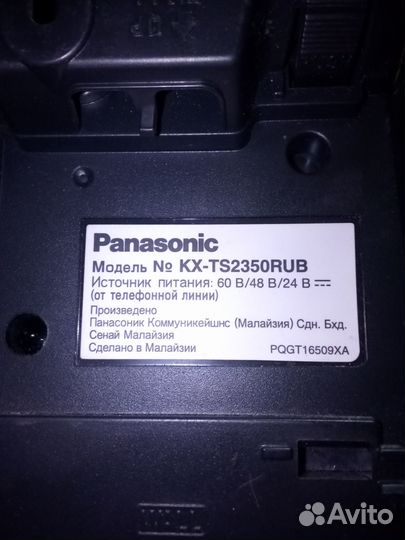 Panasonic
Модель № KX-TS2350RUB
Источник питания: 60 В/48 В/24 В
(от телефонной линии)
Произведено
Панасоник Коммуникейшнс (Малайзия) Сдн. Бхд.
Сенай Малайзия
Сделано в Малайзии PQGT16509XA
WALL
Avito